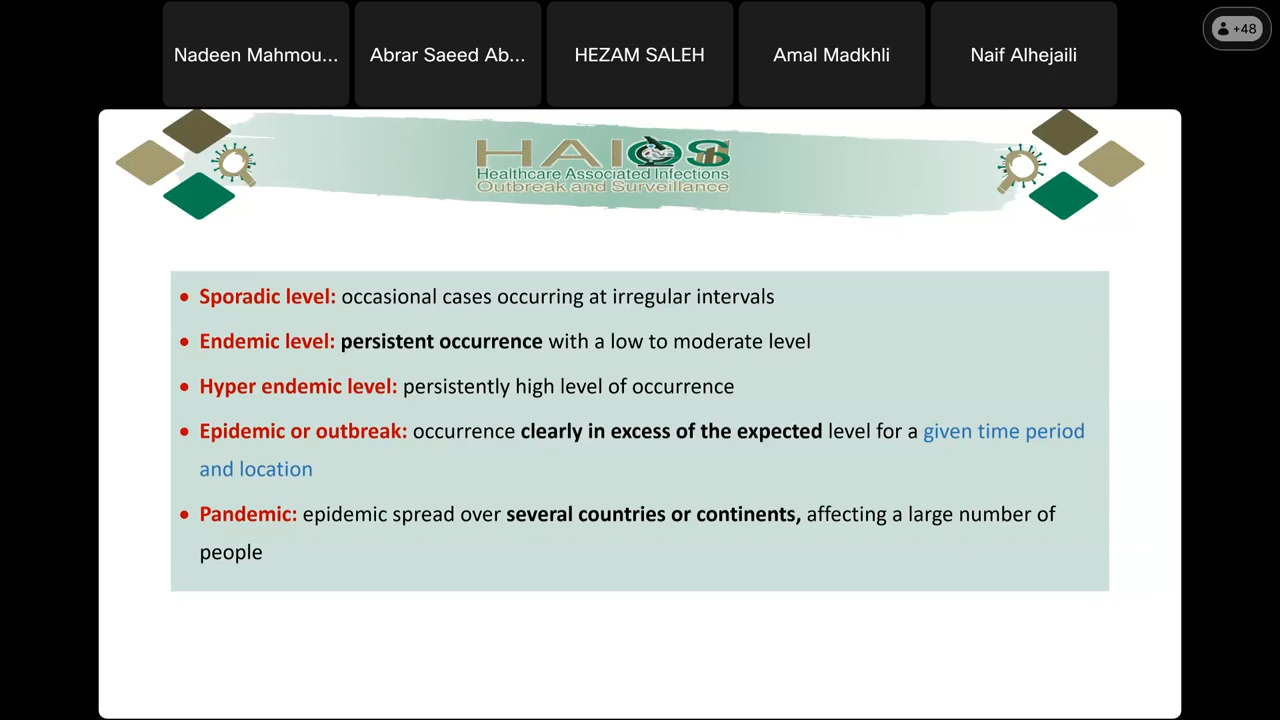 Nadeen Mahmou...
Abrar Saeed Ab...
HEZAM SALEH
Amal Madkhli
Naif Alhejaili
+48
HAIOS
Healthcare Associated Infections
Outbreak and Surveillance
• Sporadic level: occasional cases occurring at irregular intervals
• Endemic level: persistent occurrence with a low to moderate level
• Hyper endemic level: persistently high level of occurrence
• Epidemic or outbreak: occurrence clearly in excess of the expected level for a given time period
and location
• Pandemic: epidemic spread over several countries or continents, affecting a large number of
people